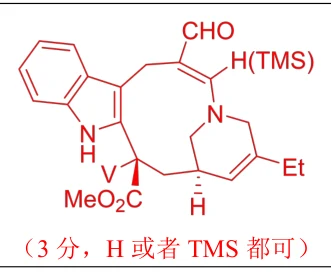 CHO
H(TMS)
N
N
H
V
MeO₂C
H
Et
（3 分，H 或者 TMS 都可）